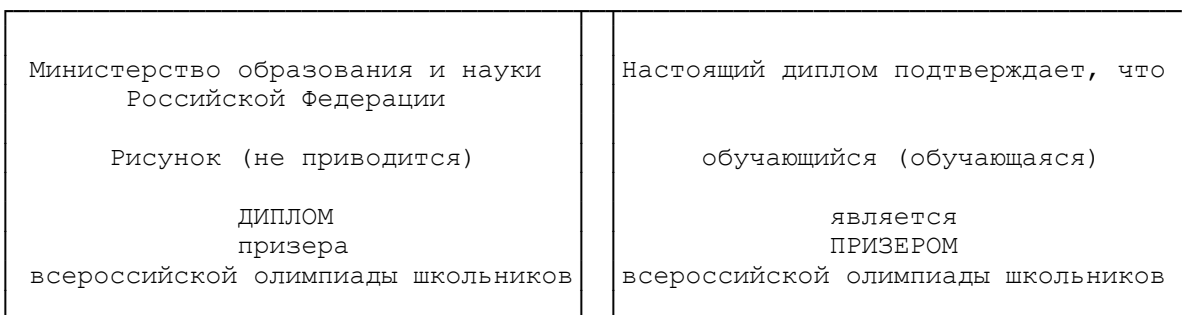 Министерство образования и науки
Российской Федерации
Рисунок (не приводится)
ДИПЛОМ
призера
всероссийской олимпиады школьников
Настоящий диплом подтверждает, что
обучающийся (обучающаяся)
является
ПРИЗЕРОМ
всероссийской олимпиады школьников